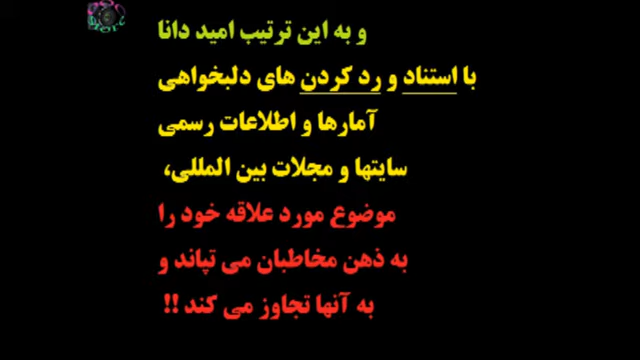 و به این ترتیب امید دانا
با استناد و رد کردن های دلبخواهی
آمارها و اطلاعات رسمی
سایتها و مجلات بین المللی،
موضوع مورد علاقه خود را
به ذهن مخاطبان می تپاند و
به آنها تجاوز می کند !!